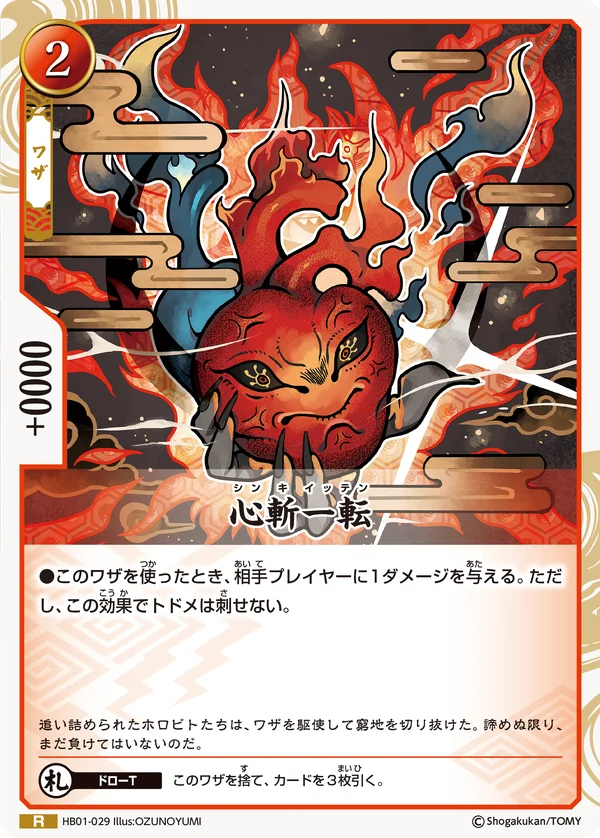 2
ワザ
0000+
シンキイッテン
心斬一転
●このワザを使ったとき、相手プレイヤーに1ダメージを与える。ただ
し、この効果でトドメは刺せない。
追い詰められたホロビトたちは、ワザを駆使して窮地を切り抜けた。諦めぬ限り、
まだ負けてはいないのだ。
札 ドローT このワザを捨て、カードを3枚引く。
R HB01-029 Illus:OZUNOYUMI ©Shogakukan/TOMY